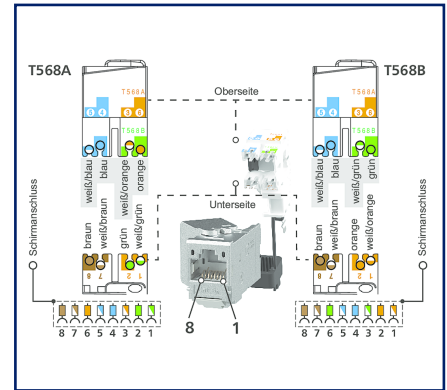 T568A
T568B
Oberseite
Unterseite
T568A
5 4 3 6
T568B
weiß/blau
blau
weiß/orange
orange
braun
weiß/braun
grün
weiß/grün
8 7 2 1
Schirmanschluss
8 7 6 5 4 3 2 1
8 1
T568A
5 4 3 6
T568B
weiß/blau
blau
weiß/grün
grün
braun
weiß/braun
orange
weiß/orange
8 7 2 1
Schirmanschluss
8 7 6 5 4 3 2 1